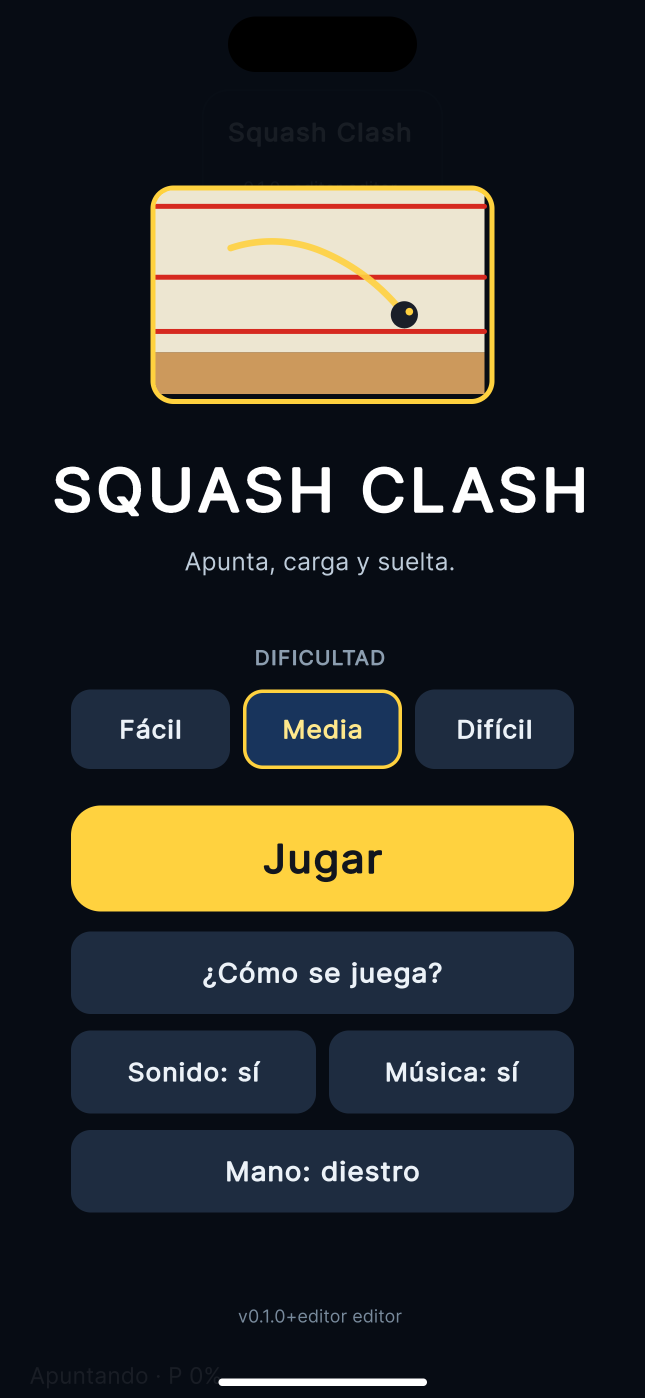 Squash Clash
SQUASH CLASH
Apunta, carga y suelta.
DIFICULTAD
Fácil Media Difícil
Jugar
¿Cómo se juega?
Sonido: sí Música: sí
Mano: diestro
v0.1.0+editor editor
Apuntando · P 0%